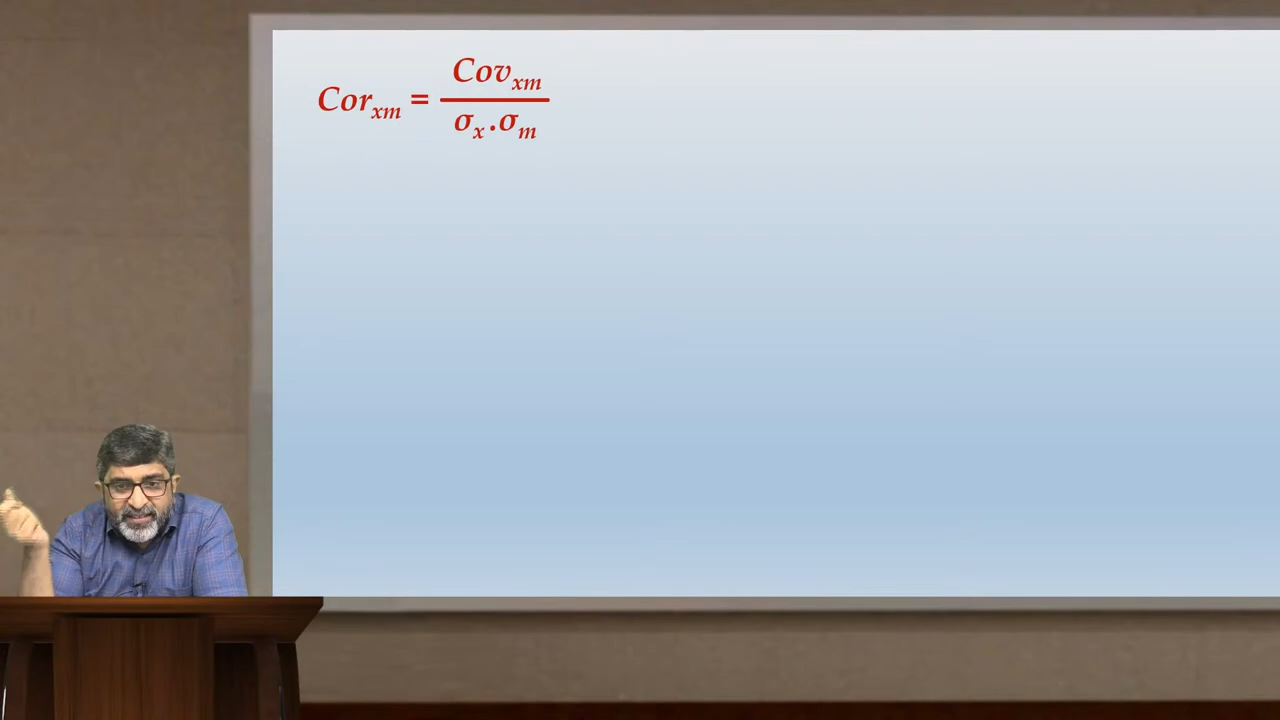 Cor_xm = Cov_xm / σ_x . σ_m